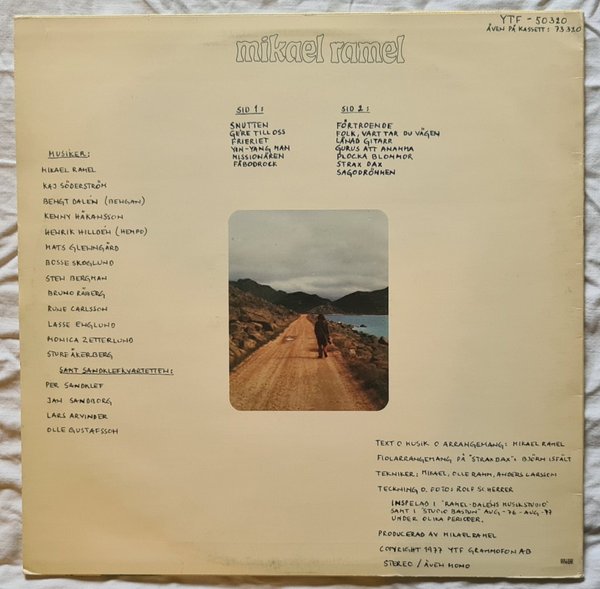 YTF - 50320
ÄVEN PÅ KASSETT: 73320
mikael ramel
SID 1:
SNUTTEN
GE'RE TILL OSS
FRIERIET
YIN-YANG MAN
MISSIONÄREN
FÄBODROCK
SID 2:
FÖRTROENDE
FOLK, VART TAR DU VÄGEN
LÅNAD GITARR
GURUS ATT ANAMMA
PLOCKA BLOMMOR
STRAX DAX
SAGODRÖMMEN
MUSIKER:
MIKAEL RAMEL
KAJ SÖDERSTRÖM
BENGT DALÉN (BENGAN)
KENNY HÅKANSSON
HENRIK HILLDÉN (HEMPO)
MATS GLENNGÅRD
BOSSE SKOGLUND
STEN BERGMAN
BRUNO RÅBERG
RUNE CARLSSON
LASSE ENGLUND
MONICA ZETTERLUND
STURE ÅKERBERG
SAMT SANDKLEFKVARTETTEN:
PER SANDKLEF
JAN SANDBORG
LARS ARVINDER
OLLE GUSTAFSSON
TEXT O MUSIK O ARRANGEMANG: MIKAEL RAMEL
FIOLARRANGEMANG PÅ "STRAX DAX": BJÖRN ISFÄLT
TEKNIKER: MIKAEL, OLLE RAMM, ANDERS LARSSON
TECKNING O. FOTO: ROLF SCHERRER
INSPELAD I "RAMEL-DALÉNS MUSIKSTUDIO"
SAMT I "STUDIO BASTUN" AUG -76 - AUG -77
UNDER OLIKA PERIODER.
PRODUCERAD AV MIKAEL RAMEL
COPYRIGHT 1977 YTF GRAMMOFON AB
STEREO / ÄVEN MONO